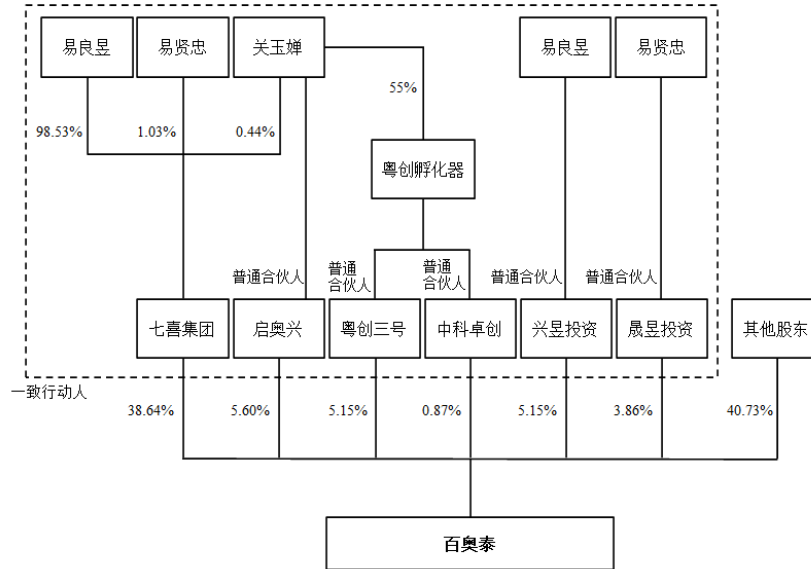 易良昱
易贤忠
关玉婵
易良昱
易贤忠
55%
98.53%
1.03%
0.44%
粤创孵化器
普通合伙人
普通
合伙人
普通
合伙人
普通合伙人
普通合伙人
七喜集团
启奥兴
粤创三号
中科卓创
兴昱投资
晟昱投资
其他股东
一致行动人
38.64%
5.60%
5.15%
0.87%
5.15%
3.86%
40.73%
百奥泰